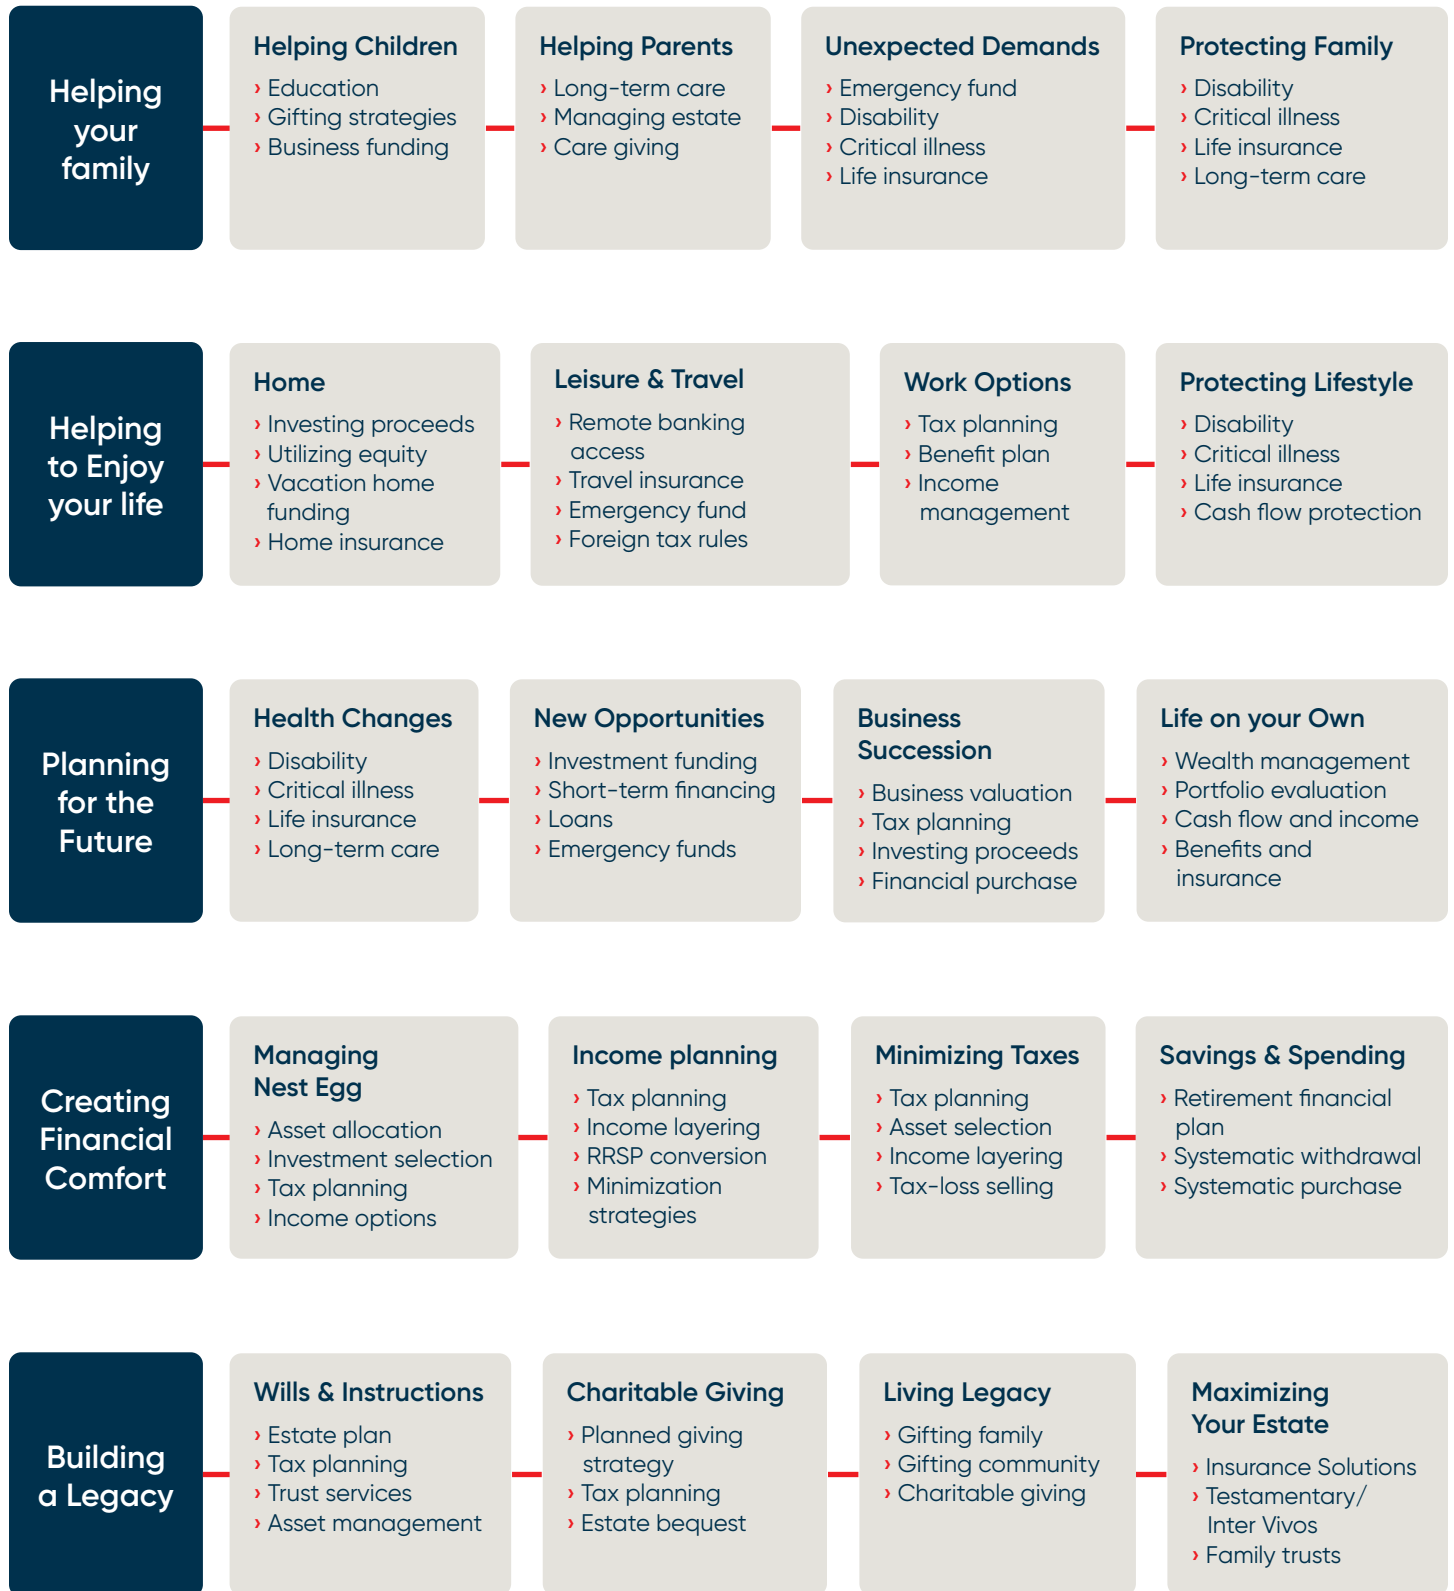 Helping
your
family
Helping Children
› Education
› Gifting strategies
› Business funding
Helping Parents
› Long-term care
› Managing estate
› Care giving
Unexpected Demands
› Emergency fund
› Disability
› Critical illness
› Life insurance
Protecting Family
› Disability
› Critical illness
› Life insurance
› Long-term care
Helping
to Enjoy
your life
Home
› Investing proceeds
› Utilizing equity
› Vacation home
funding
› Home insurance
Leisure & Travel
› Remote banking
access
› Travel insurance
› Emergency fund
› Foreign tax rules
Work Options
› Tax planning
› Benefit plan
› Income
management
Protecting Lifestyle
› Disability
› Critical illness
› Life insurance
› Cash flow protection
Planning
for the
Future
Health Changes
› Disability
› Critical illness
› Life insurance
› Long-term care
New Opportunities
› Investment funding
› Short-term financing
› Loans
› Emergency funds
Business
Succession
› Business valuation
› Tax planning
› Investing proceeds
› Financial purchase
Life on your Own
› Wealth management
› Portfolio evaluation
› Cash flow and income
› Benefits and
insurance
Creating
Financial
Comfort
Managing
Nest Egg
› Asset allocation
› Investment selection
› Tax planning
› Income options
Income planning
› Tax planning
› Income layering
› RRSP conversion
› Minimization
strategies
Minimizing Taxes
› Tax planning
› Asset selection
› Income layering
› Tax-loss selling
Savings & Spending
› Retirement financial
plan
› Systematic withdrawal
› Systematic purchase
Building
a Legacy
Wills & Instructions
› Estate plan
› Tax planning
› Trust services
› Asset management
Charitable Giving
› Planned giving
strategy
› Tax planning
› Estate bequest
Living Legacy
› Gifting family
› Gifting community
› Charitable giving
Maximizing
Your Estate
› Insurance Solutions
› Testamentary/
Inter Vivos
› Family trusts